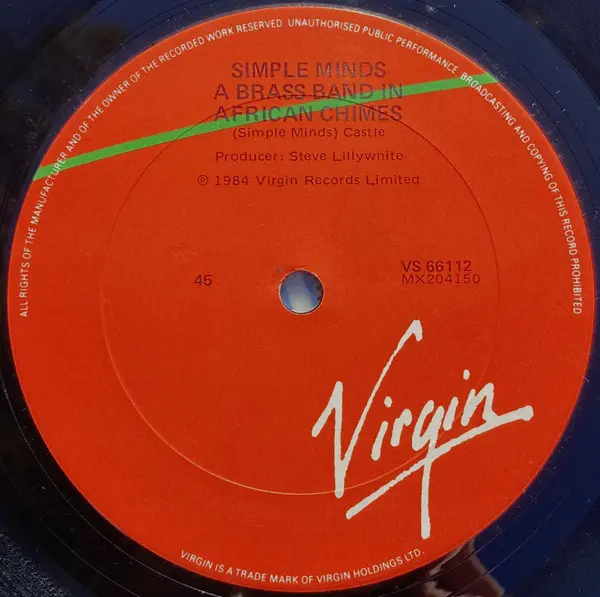 ALL RIGHTS OF THE MANUFACTURER AND OF THE OWNER OF THE RECORDED WORK RESERVED UNAUTHORISED PUBLIC PERFORMANCE, BROADCASTING AND COPYING OF THIS RECORD PROHIBITED
SIMPLE MINDS
A BRASS BAND IN
AFRICAN CHIMES
(Simple Minds) Castle
Producer: Steve Lillywhite
℗ 1984 Virgin Records Limited
45
VS 66112
MX204150
Virgin
VIRGIN IS A TRADE MARK OF VIRGIN HOLDINGS LTD.